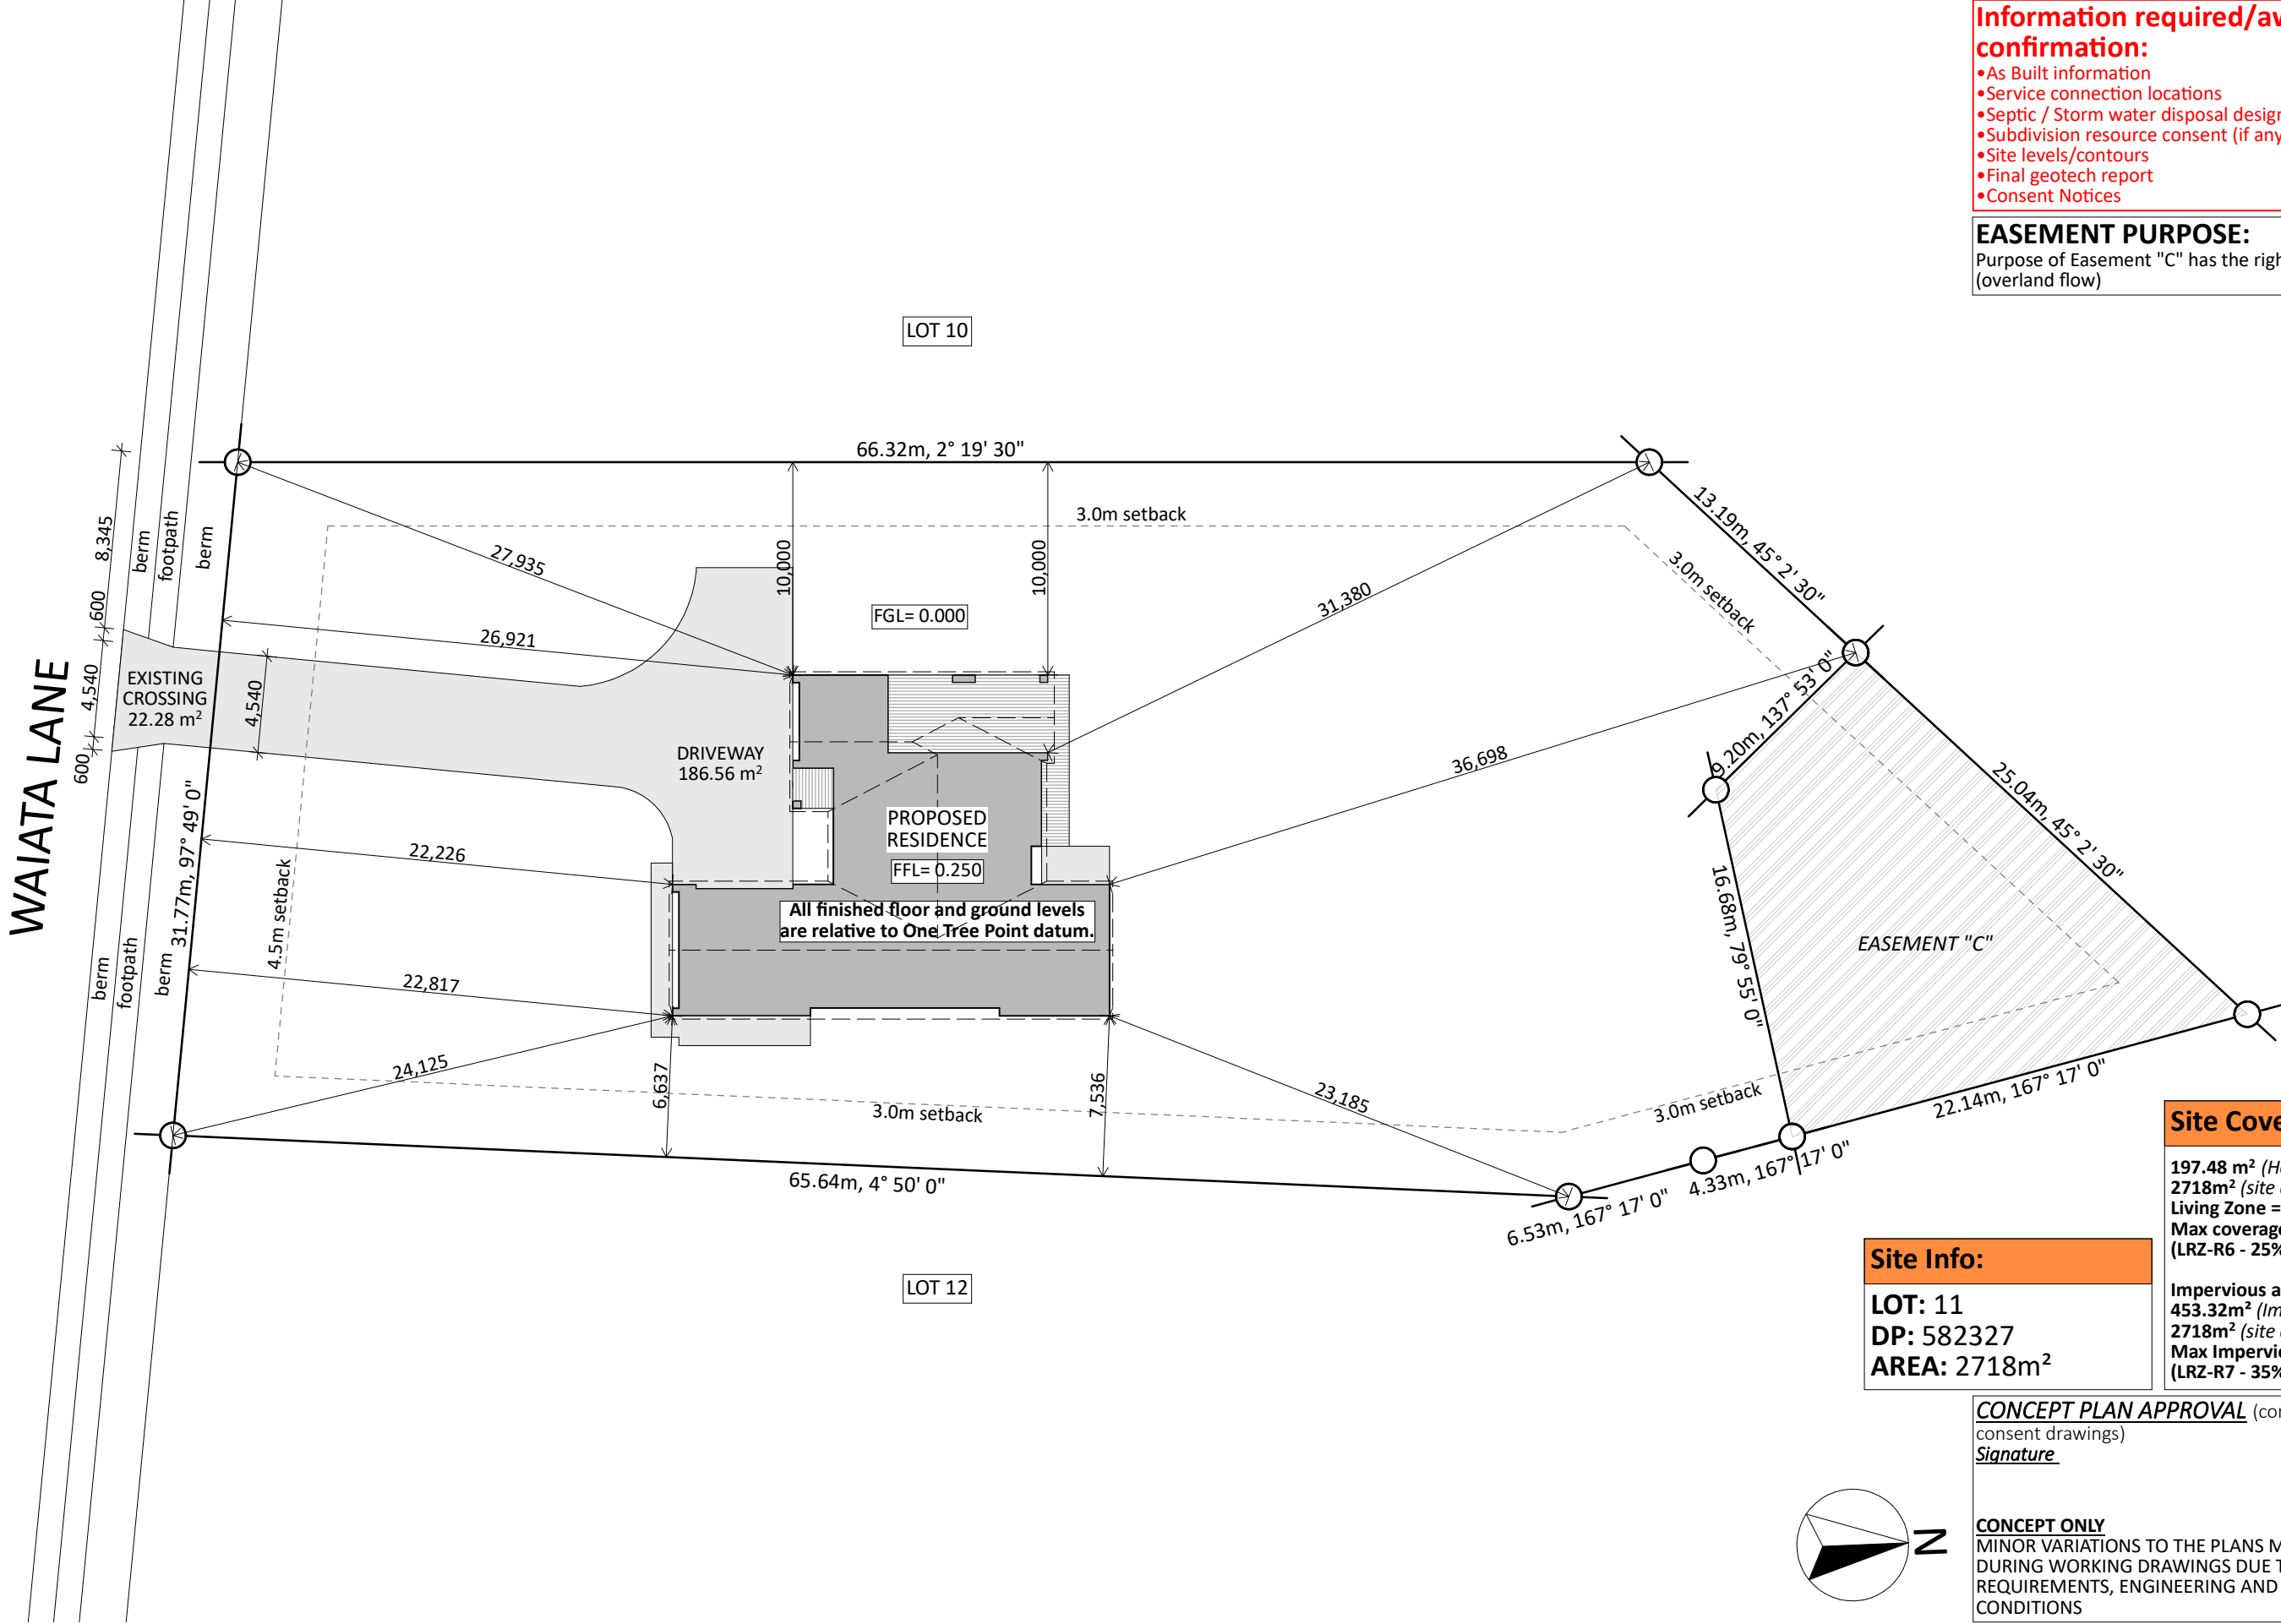 Information required/av
confirmation:
•As Built information
•Service connection locations
•Septic / Storm water disposal design
•Subdivision resource consent (if any
•Site levels/contours
•Final geotech report
•Consent Notices
EASEMENT PURPOSE:
Purpose of Easement "C" has the righ
(overland flow)
LOT 10
66.32m, 2° 19' 30"
13.19m, 45° 2' 30"
3.0m setback
3.0m setback
8,345
berm
footpath
berm
27,935
10,000
10,000
31,380
600
FGL= 0.000
26,921
4,540
EXISTING
CROSSING
22.28 m²
4,540
600
WAIATA LANE
DRIVEWAY
186.56 m²
36,698
9.20m, 137° 53' 0"
25.04m, 45° 2' 30"
PROPOSED
RESIDENCE
FFL= 0.250
22,226
31.77m, 97° 49' 0"
4.5m setback
All finished floor and ground levels
are relative to One Tree Point datum.
16.68m, 79° 55' 0"
EASEMENT "C"
berm
footpath
berm
22,817
24,125
6,637
7,536
23,185
3.0m setback
3.0m setback
22.14m, 167° 17' 0"
4.33m, 167° 17' 0"
6.53m, 167° 17' 0"
65.64m, 4° 50' 0"
LOT 12
Site Info:
LOT: 11
DP: 582327
AREA: 2718m²
Site Cove
197.48 m² (H
2718m² (site
Living Zone =
Max coverage
(LRZ-R6 - 25%
Impervious a
453.32m² (Im
2718m² (site
Max Impervi
(LRZ-R7 - 35%
CONCEPT PLAN APPROVAL (con
consent drawings)
Signature
N
CONCEPT ONLY
MINOR VARIATIONS TO THE PLANS M
DURING WORKING DRAWINGS DUE T
REQUIREMENTS, ENGINEERING AND
CONDITIONS